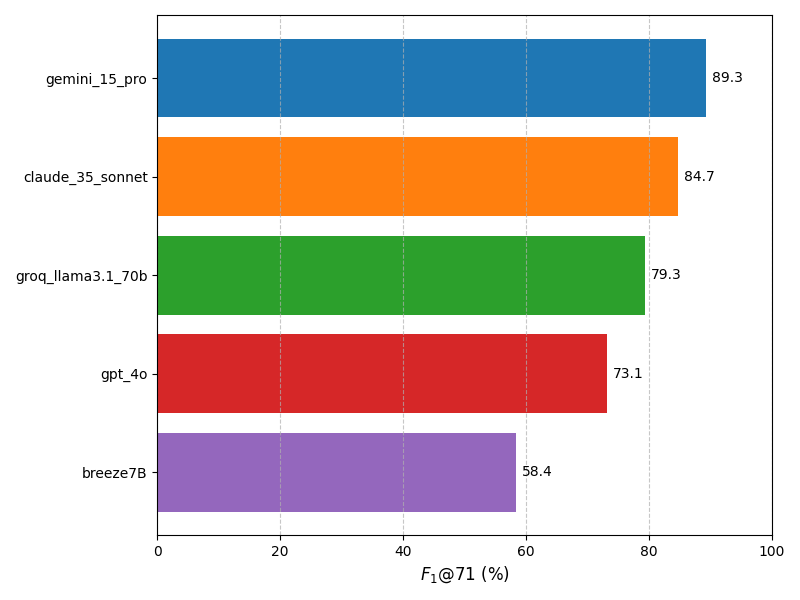 gemini_15_pro
89.3
claude_35_sonnet
84.7
groq_llama3.1_70b
79.3
gpt_4o
73.1
breeze7B
58.4
0 20 40 60 80 100
F₁@71 (%)